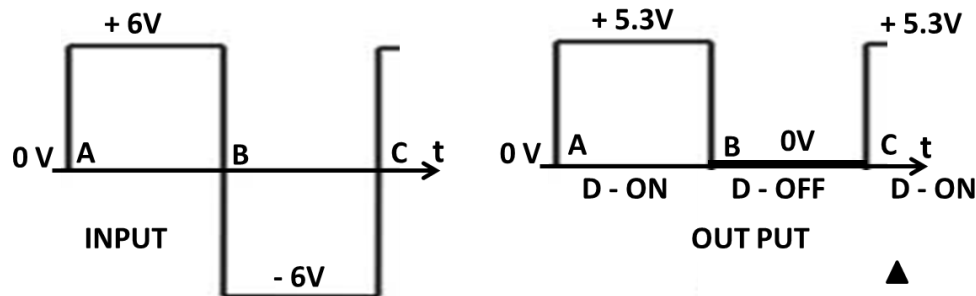 + 6V
0 V A B C t
INPUT
- 6V
+ 5.3V + 5.3V
0 V A B 0V C t
D - ON D - OFF D - ON
OUT PUT